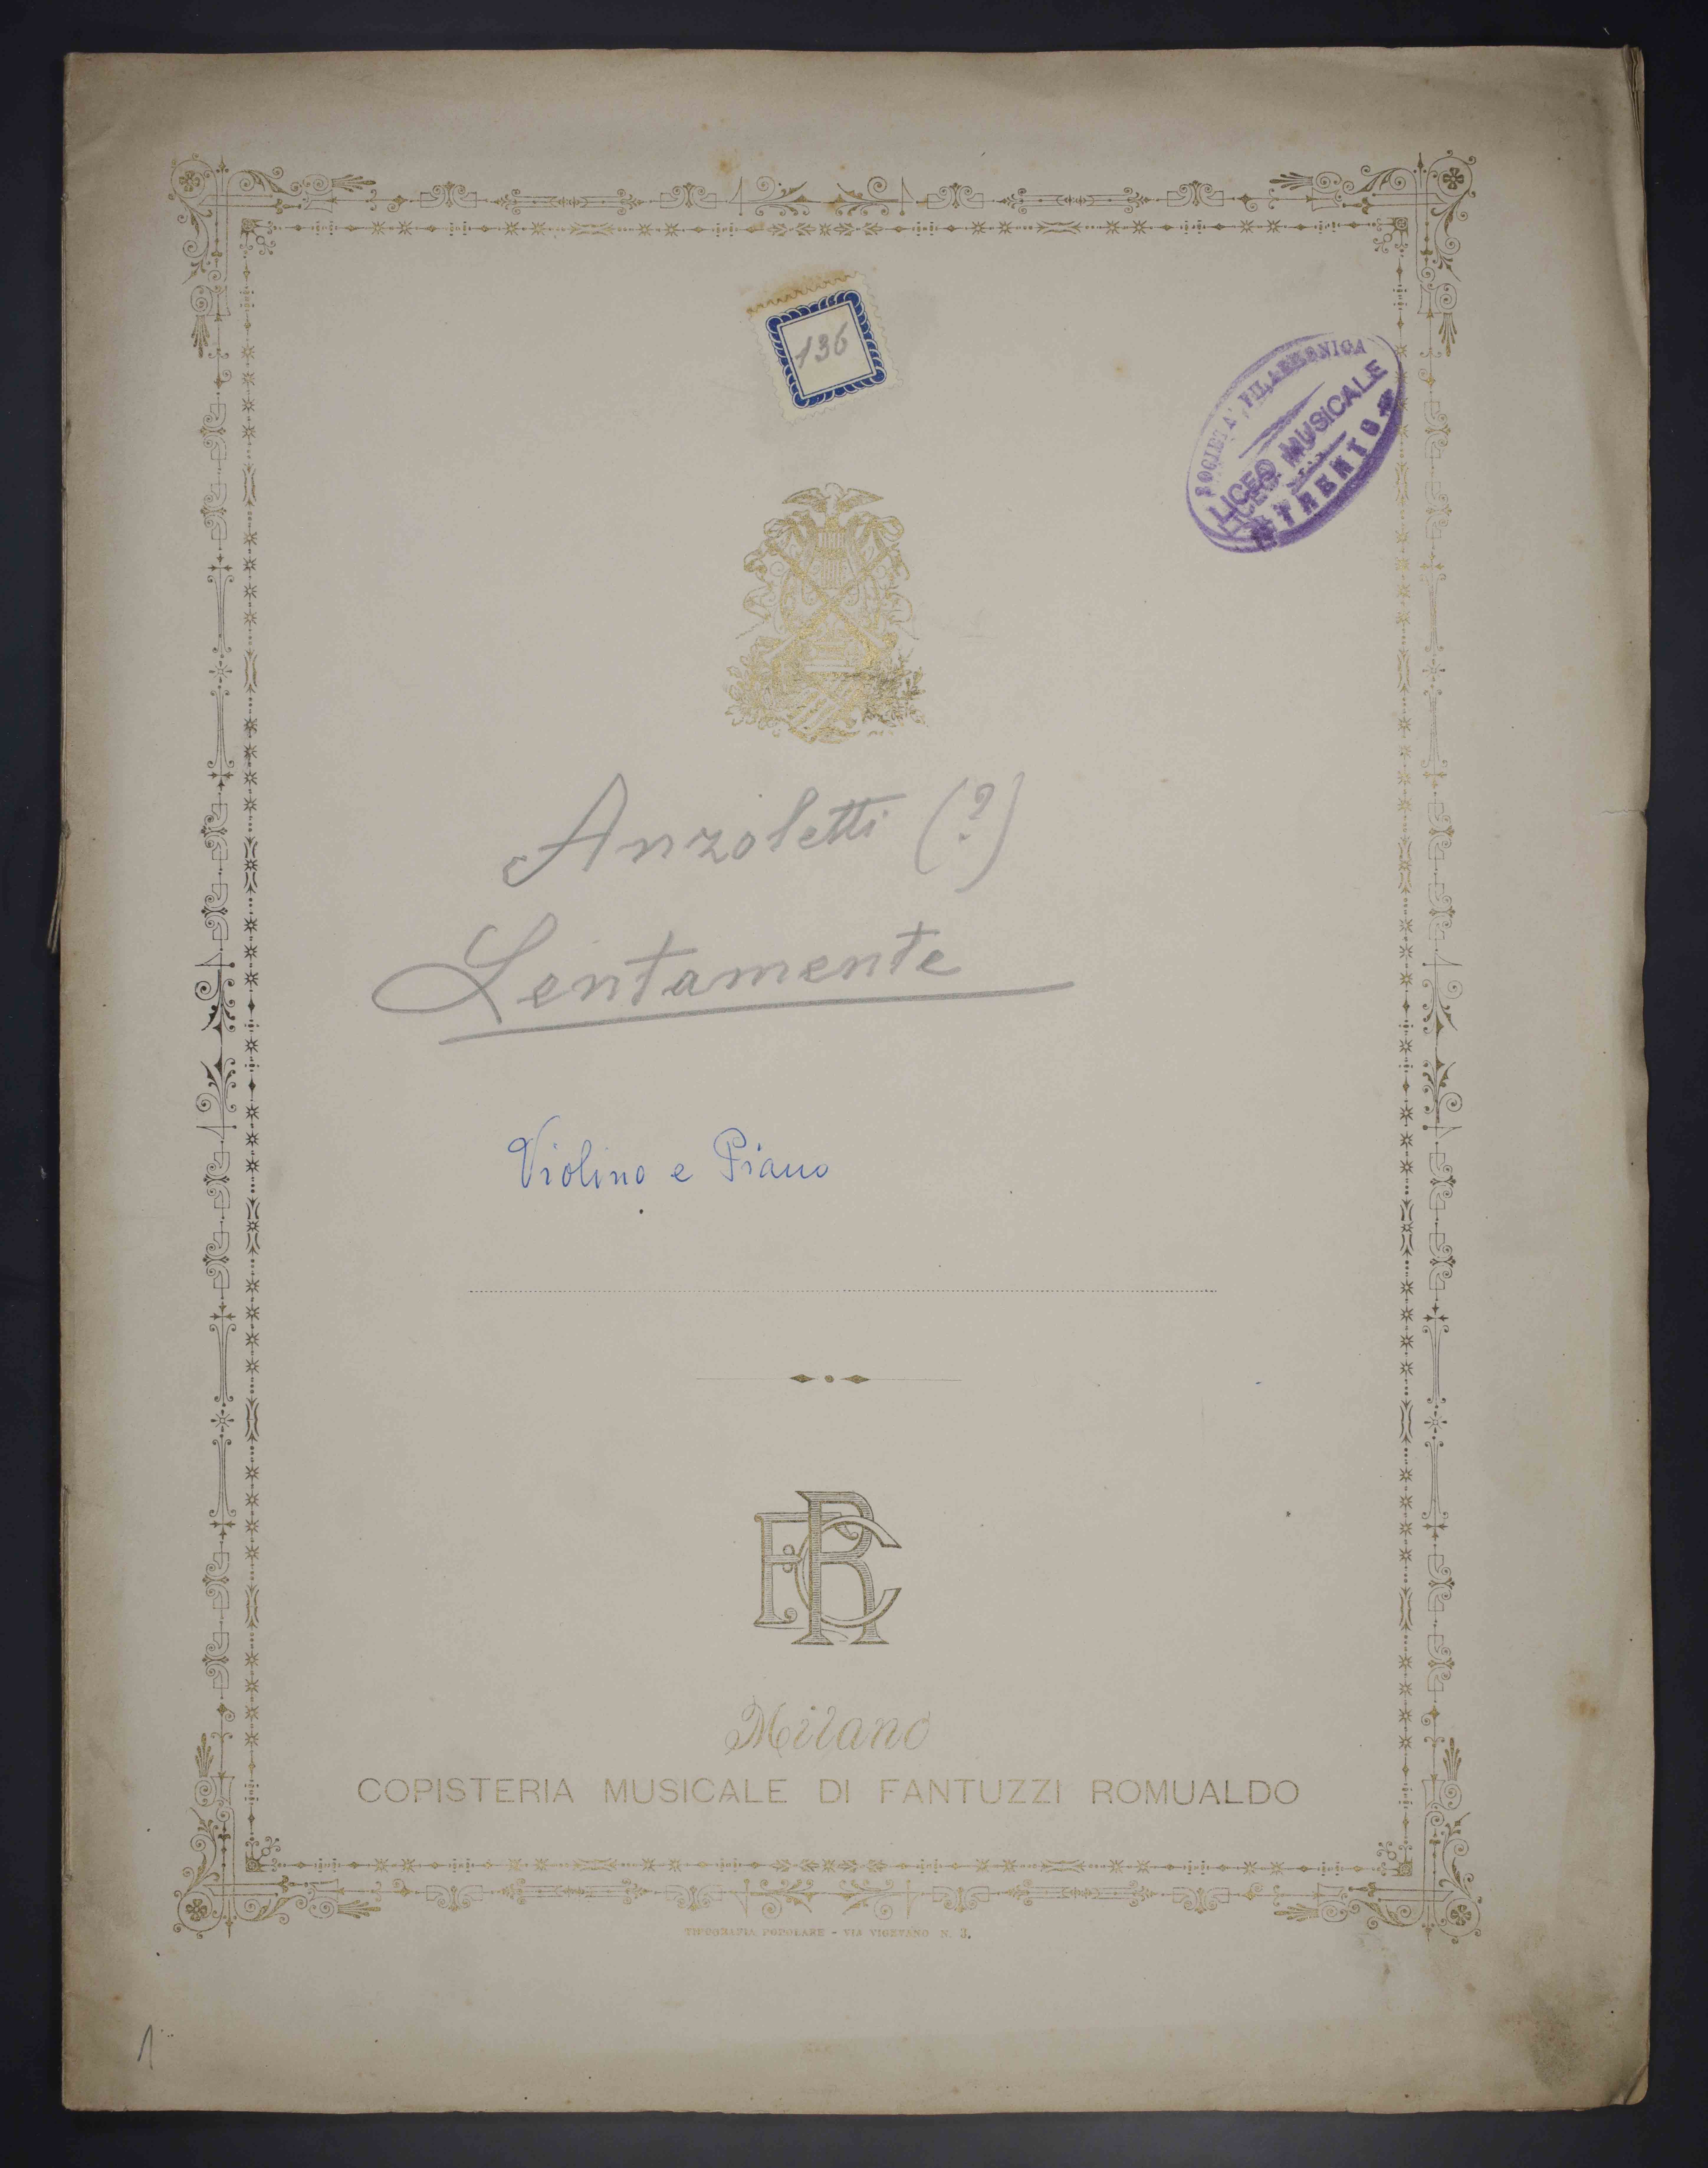 136
SOCIETA' FILARMONICA
LICEO MUSICALE
TRENTO
Anzoletti (?)
Lentamente
Violino e Piano
FRC
Milano
COPISTERIA MUSICALE DI FANTUZZI ROMUALDO
TIPOGRAFIA POPOLARE - VIA VIGEVANO N. 3.
1